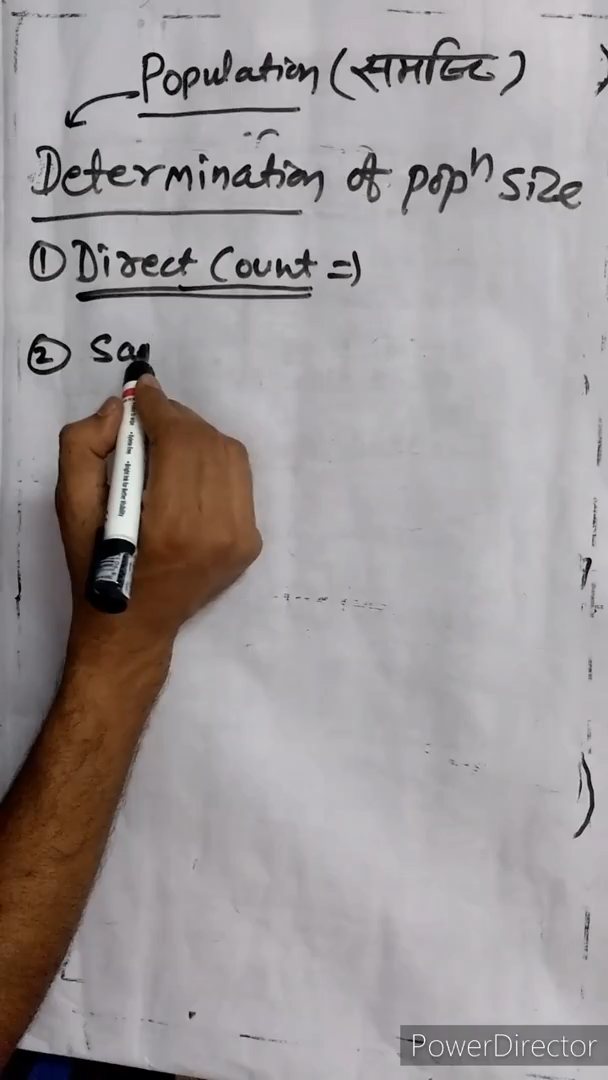 Population (समष्टि)
Determination of popⁿ size
① Direct Count =)
② Sa
PowerDirector